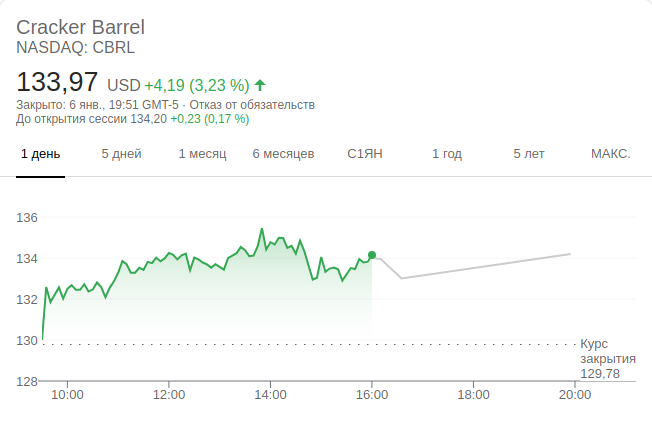 Cracker Barrel
NASDAQ: CBRL
133,97 USD +4,19 (3,23 %)
Закрыто: 6 янв., 19:51 GMT-5 · Отказ от обязательств
До открытия сессии 134,20 +0,23 (0,17 %)
1 день 5 дней 1 месяц 6 месяцев С1ЯН 1 год 5 лет МАКС.
136
134
132
130
Курс
закрытия
129,78
128
10:00 12:00 14:00 16:00 18:00 20:00